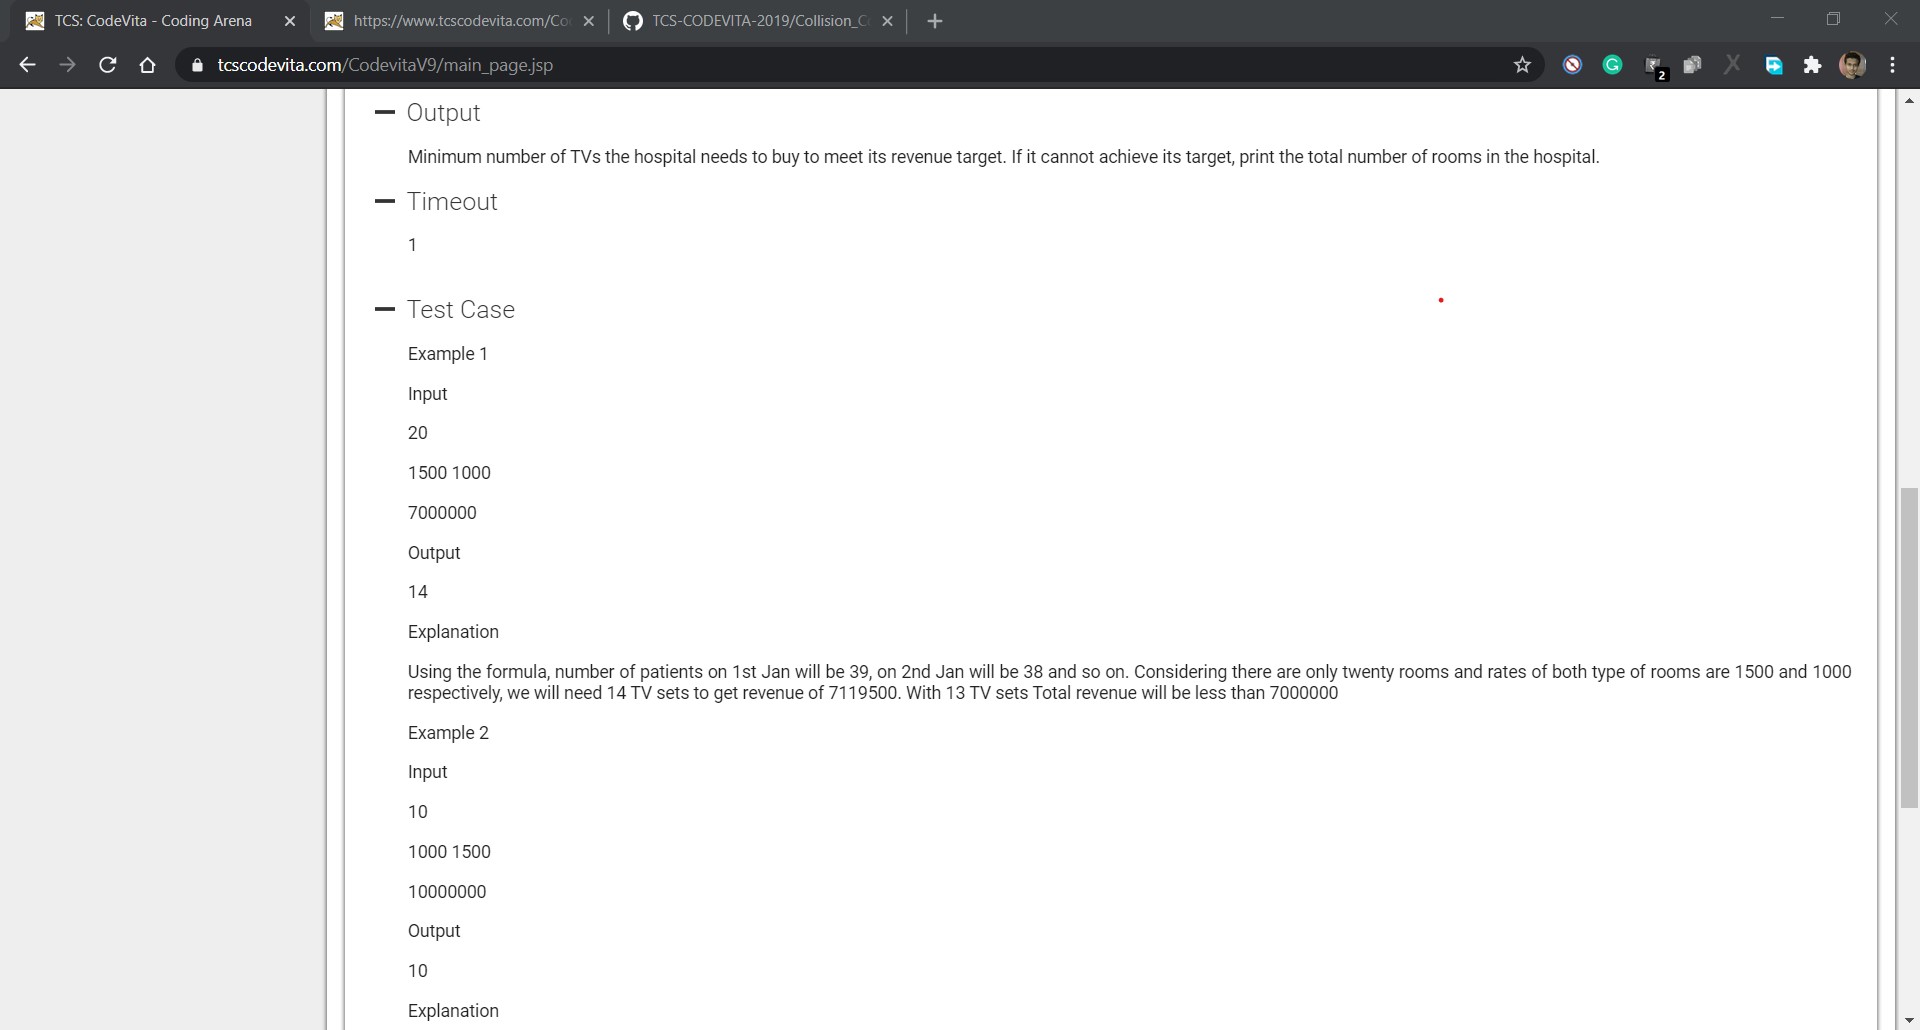 TCS: CodeVita - Coding Arena
https://www.tcscodevita.com/Co
TCS-CODEVITA-2019/Collision_C
tcscodevita.com/CodevitaV9/main_page.jsp
2
Output
Minimum number of TVs the hospital needs to buy to meet its revenue target. If it cannot achieve its target, print the total number of rooms in the hospital.
Timeout
1
Test Case
Example 1
Input
20
1500 1000
7000000
Output
14
Explanation
Using the formula, number of patients on 1st Jan will be 39, on 2nd Jan will be 38 and so on. Considering there are only twenty rooms and rates of both type of rooms are 1500 and 1000
respectively, we will need 14 TV sets to get revenue of 7119500. With 13 TV sets Total revenue will be less than 7000000
Example 2
Input
10
1000 1500
10000000
Output
10
Explanation